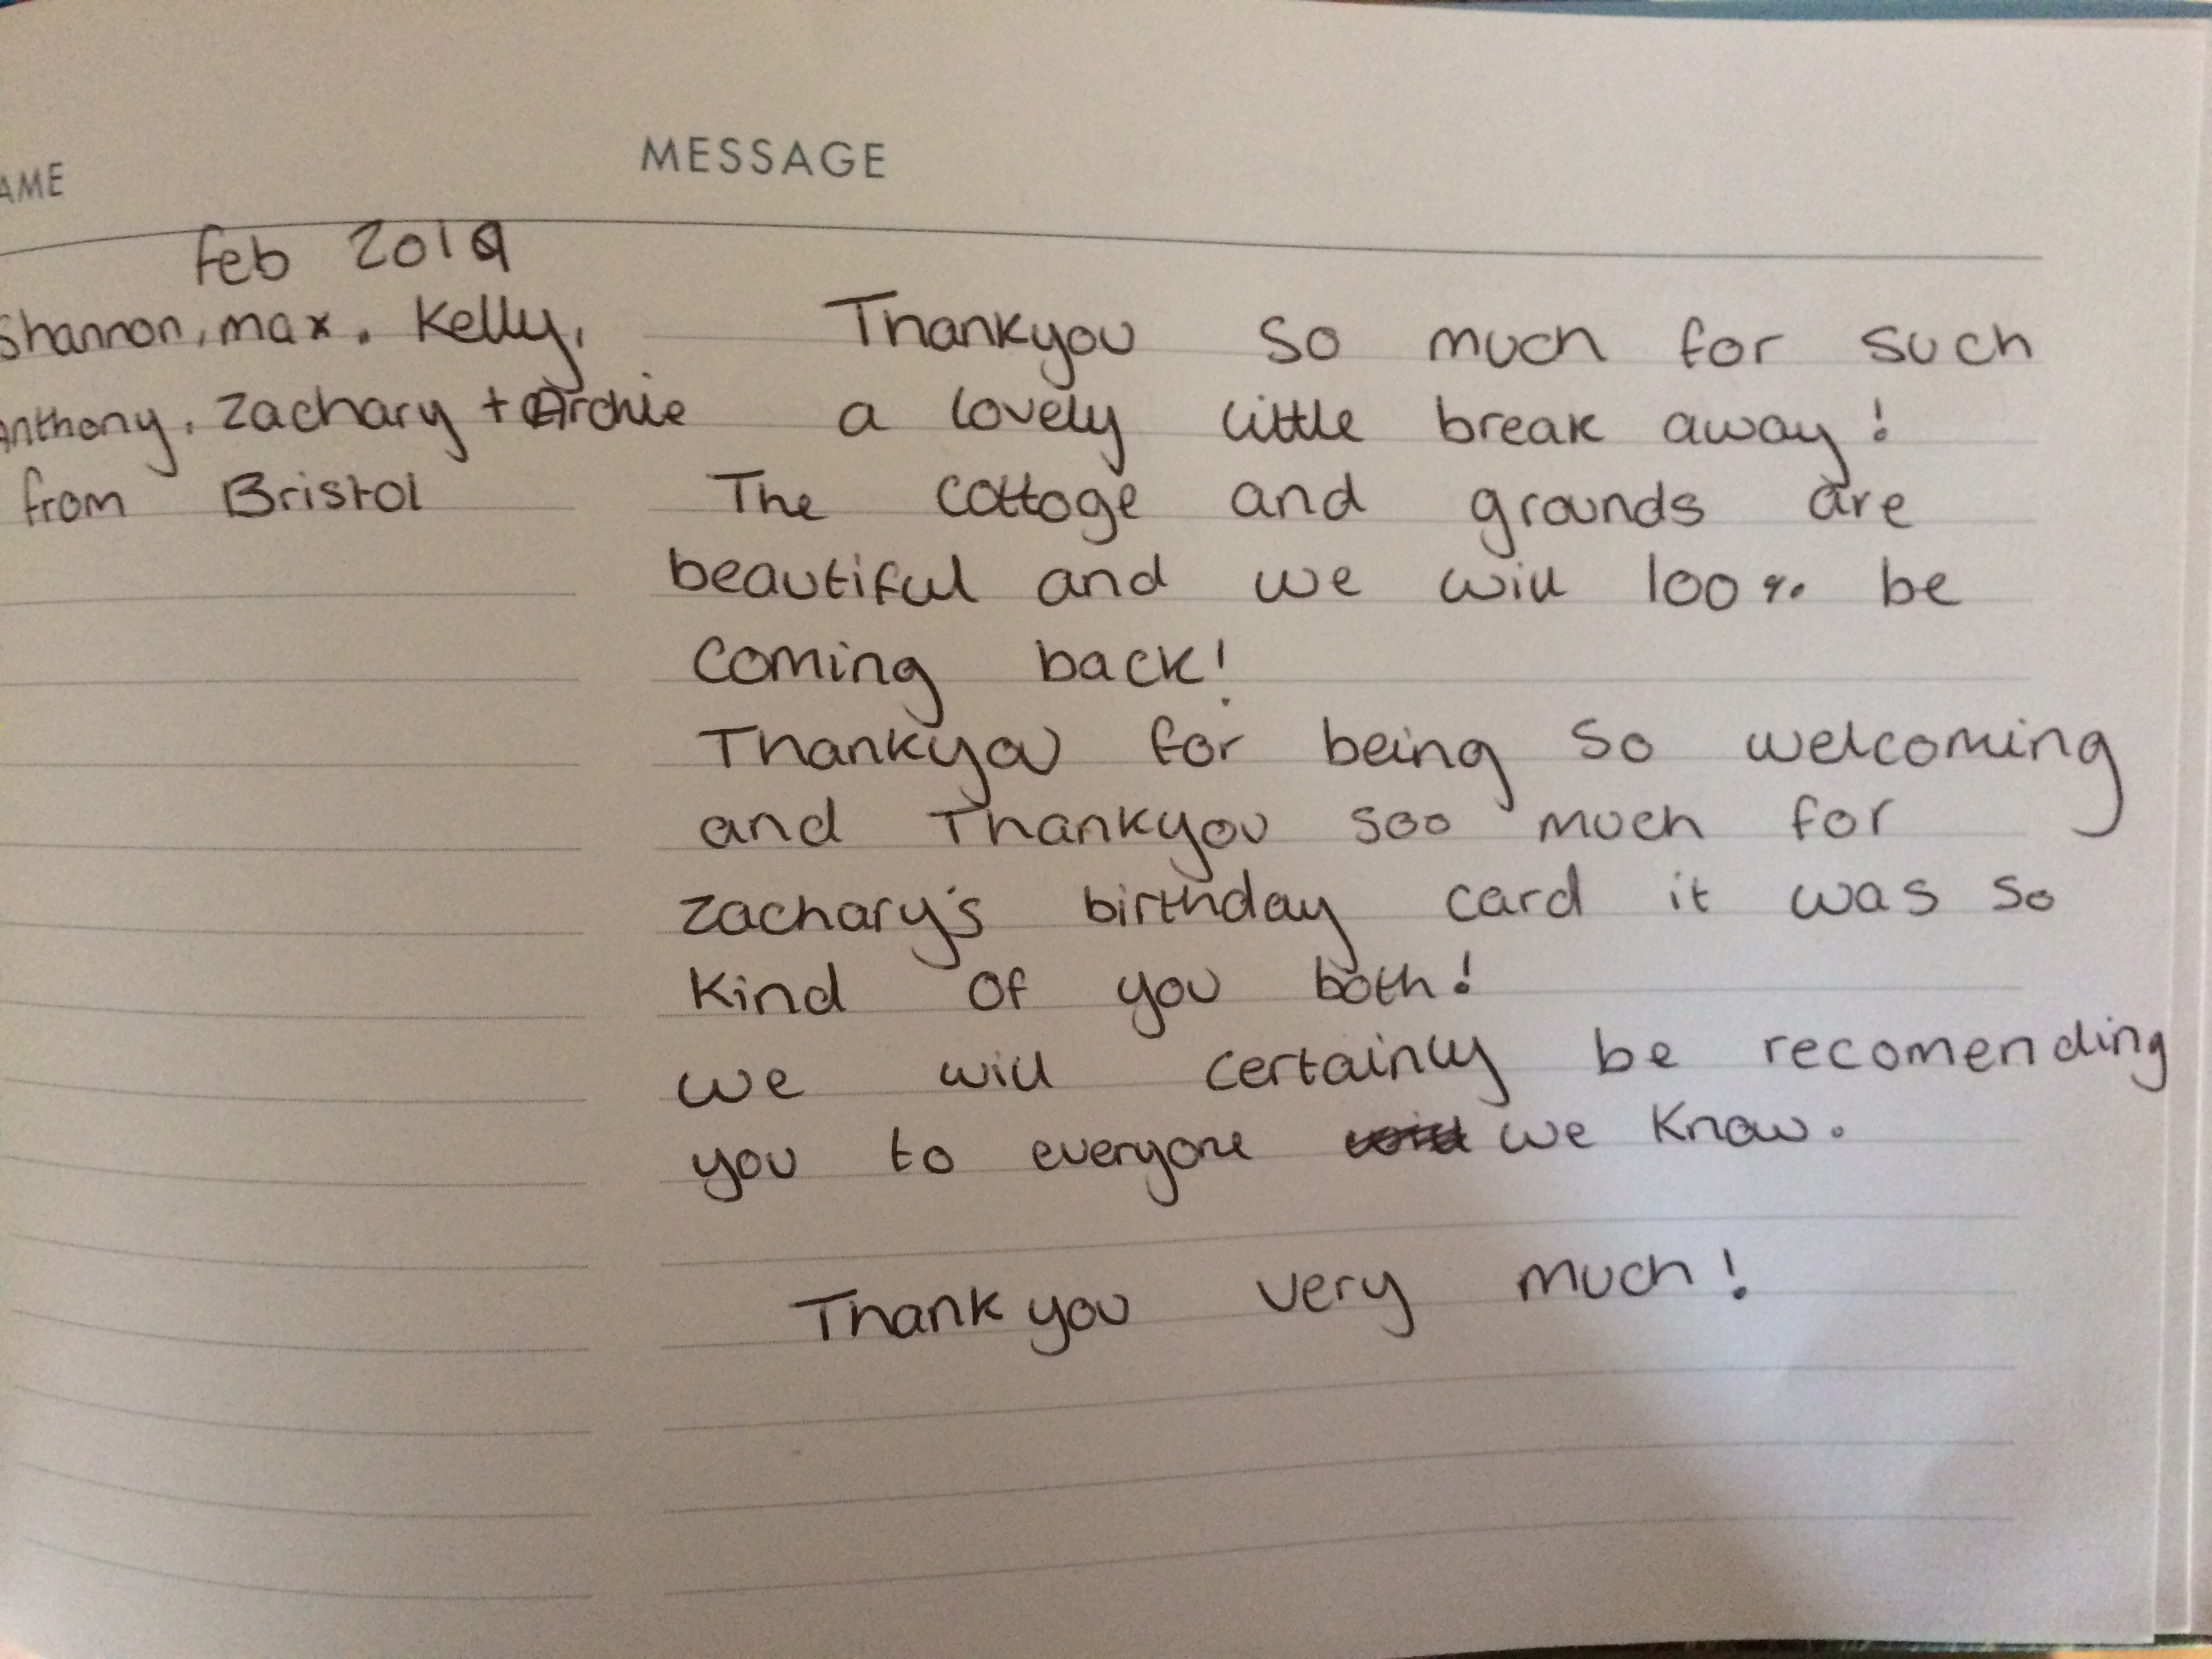 AME
MESSAGE
Feb 2019
Shannon, max, Kelly,
anthony, zachary + Archie
from Bristol
Thankyou so much for such
a lovely little break away!
The cottage and grounds are
beautiful and we will 100% be
coming back!
Thankyou for being so welcoming
and Thankyou soo much for
zachary's birthday card it was so
kind of you both!
we will certainly be recomending
you to everyone we know.
Thank you very much!